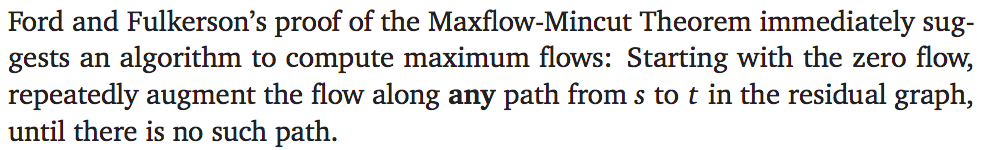 Ford and Fulkerson’s proof of the Maxflow-Mincut Theorem immediately sug-
gests an algorithm to compute maximum flows: Starting with the zero flow,
repeatedly augment the flow along any path from s to t in the residual graph,
until there is no such path.